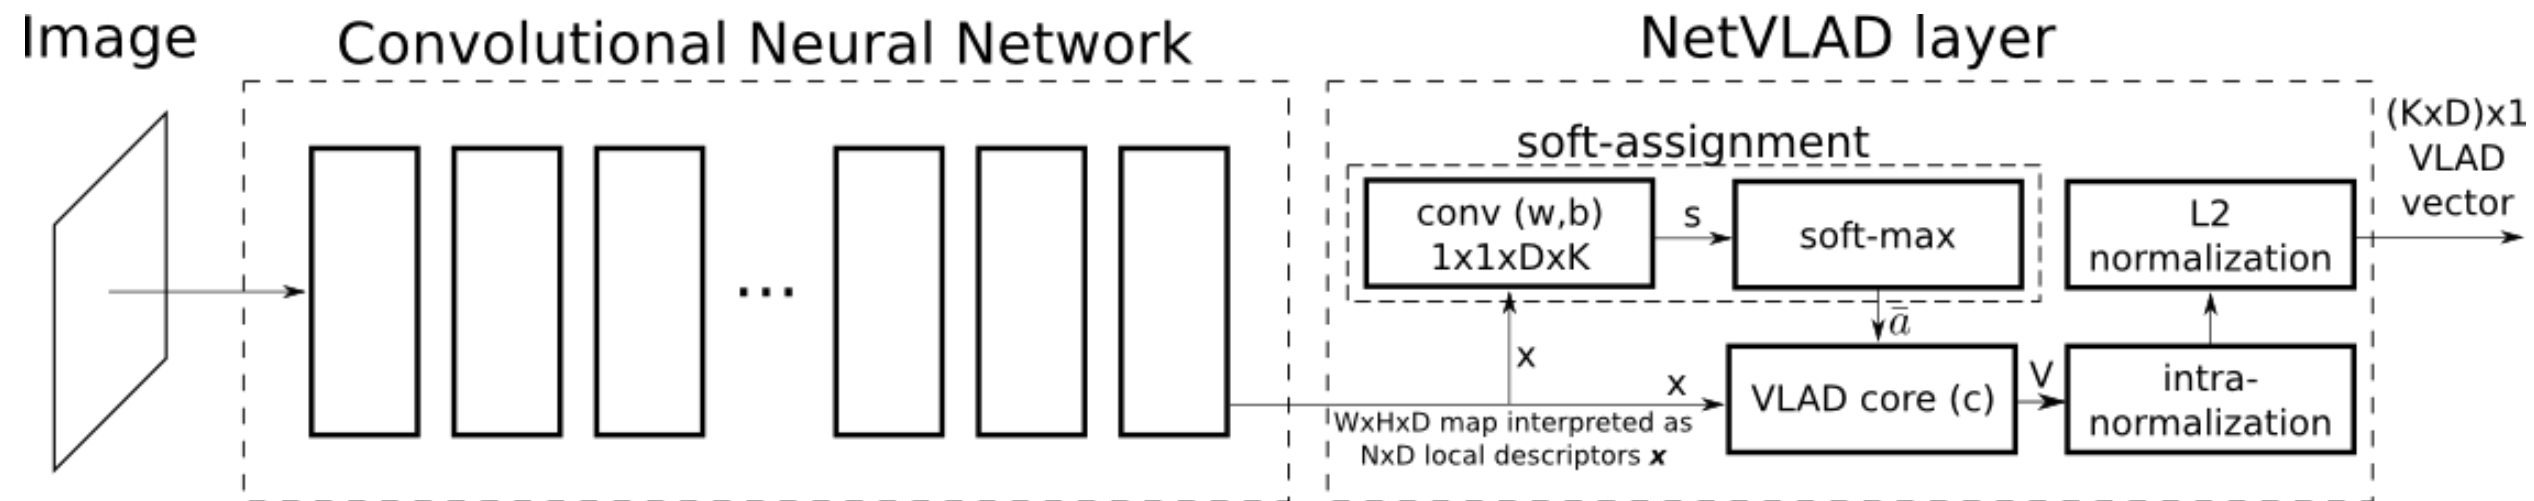 Image
Convolutional Neural Network
NetVLAD layer
...
soft-assignment
conv (w,b)
1x1xDxK
s
soft-max
L2
normalization
(KxD)x1
VLAD
vector
x
x
ā
VLAD core (c)
V
intra-
normalization
WxHxD map interpreted as
NxD local descriptors x